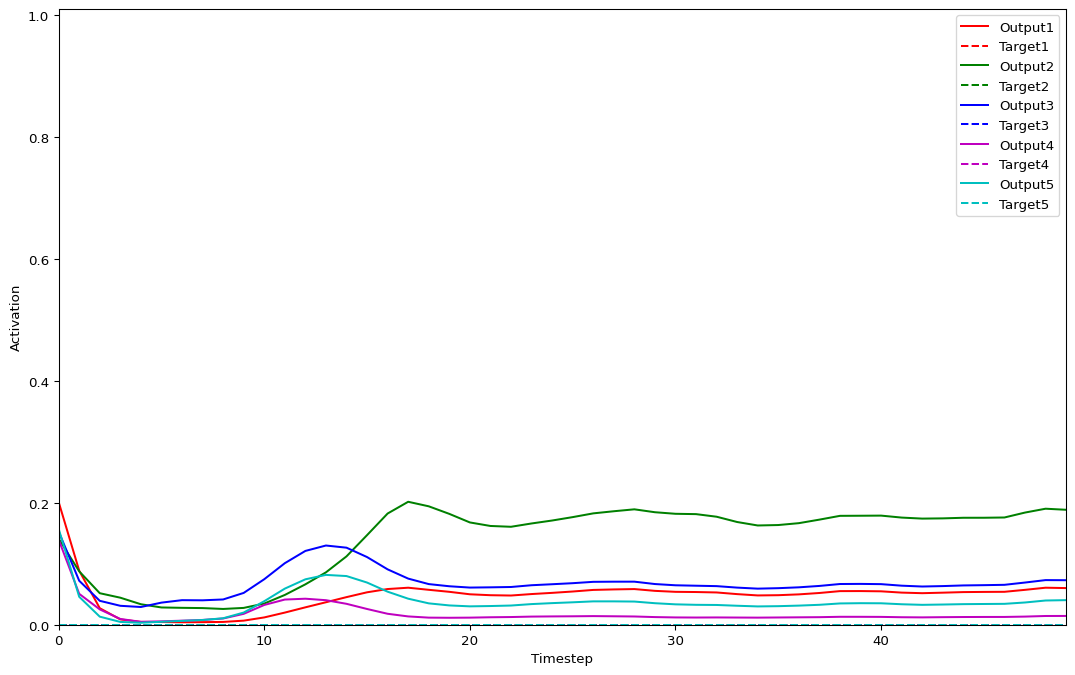 1.0
0.8
0.6
0.4
0.2
0.0
Activation
0 10 20 30 40
Timestep
Output1
Target1
Output2
Target2
Output3
Target3
Output4
Target4
Output5
Target5